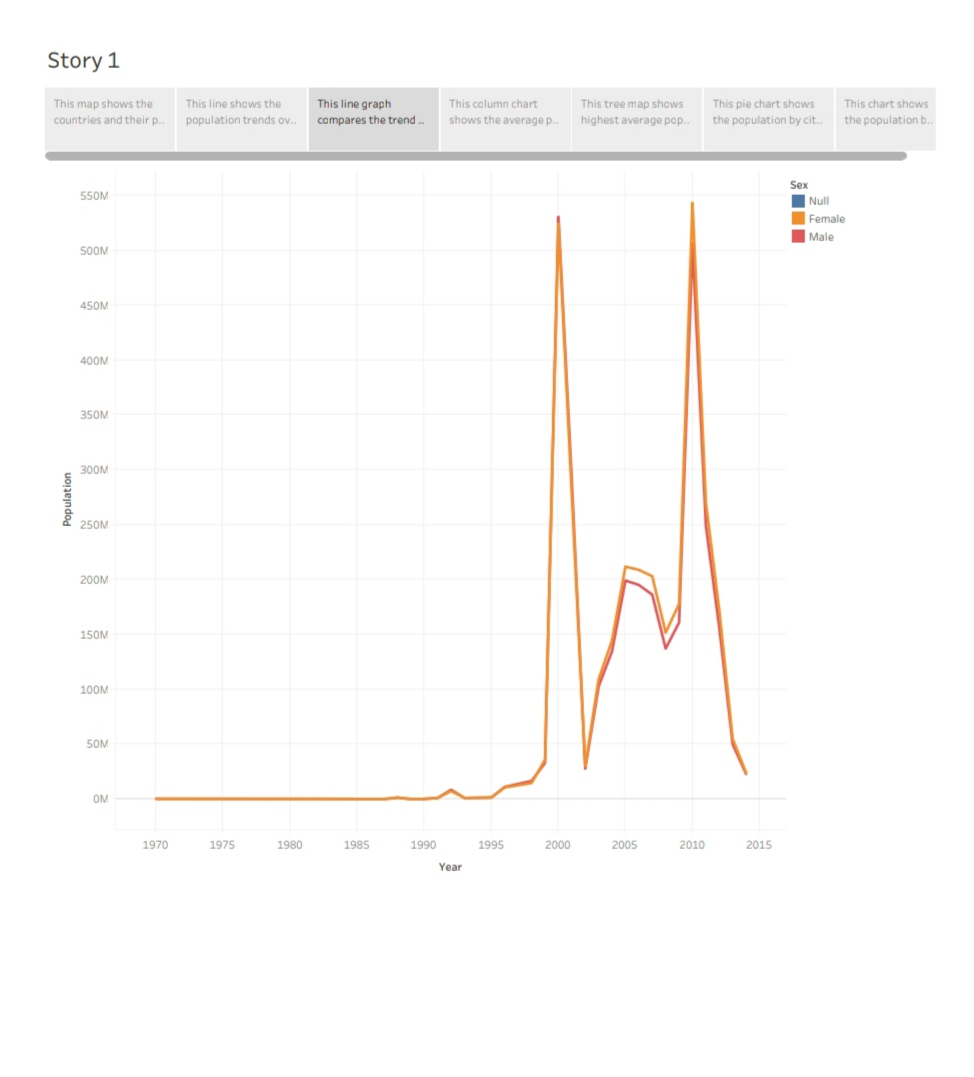 Story 1
This map shows the
countries and their p..
This line shows the
population trends ov..
This line graph
compares the trend ..
This column chart
shows the average p..
This tree map shows
highest average pop..
This pie chart shows
the population by cit..
This chart shows
the population b..
Sex
Null
Female
Male
550M
500M
450M
400M
350M
300M
250M
200M
150M
100M
50M
0M
Population
1970 1975 1980 1985 1990 1995 2000 2005 2010 2015
Year